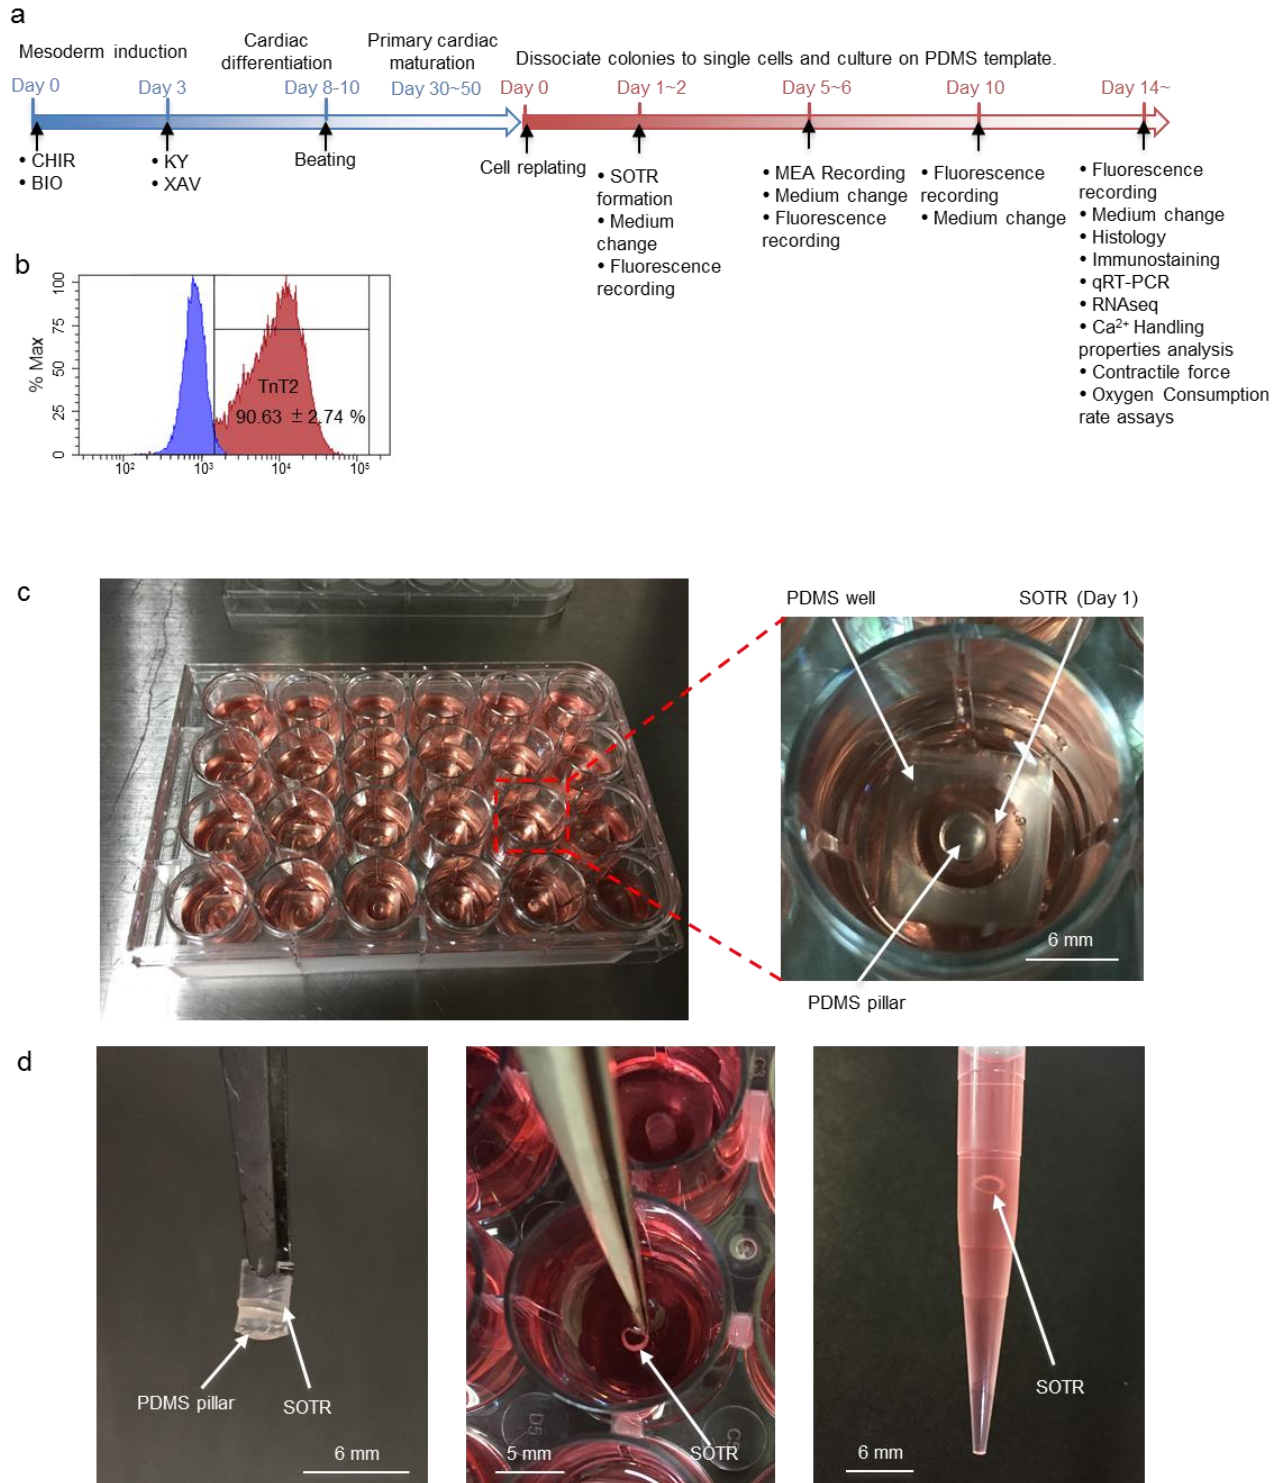 a
Mesoderm induction
Cardiac
differentiation
Primary cardiac
maturation
Dissociate colonies to single cells and culture on PDMS template.
Day 0
Day 3
Day 8-10
Day 30~50
Day 0
Day 1~2
Day 5~6
Day 10
Day 14~
• CHIR
• BIO
• KY
• XAV
Beating
Cell replating
• SOTR
formation
• Medium
change
• Fluorescence
recording
• MEA Recording
• Medium change
• Fluorescence
recording
• Fluorescence
recording
• Medium change
• Fluorescence
recording
• Medium change
• Histology
• Immunostaining
• qRT-PCR
• RNAseq
• Ca²⁺ Handling
properties analysis
• Contractile force
• Oxygen Consumption
rate assays
b
% Max
100
75
50
25
0
TnT2
90.63 ± 2.74 %
10²
10³
10⁴
10⁵
c
PDMS well
SOTR (Day 1)
6 mm
PDMS pillar
d
PDMS pillar
SOTR
6 mm
C3
D5
5 mm
SOTR
SOTR
6 mm